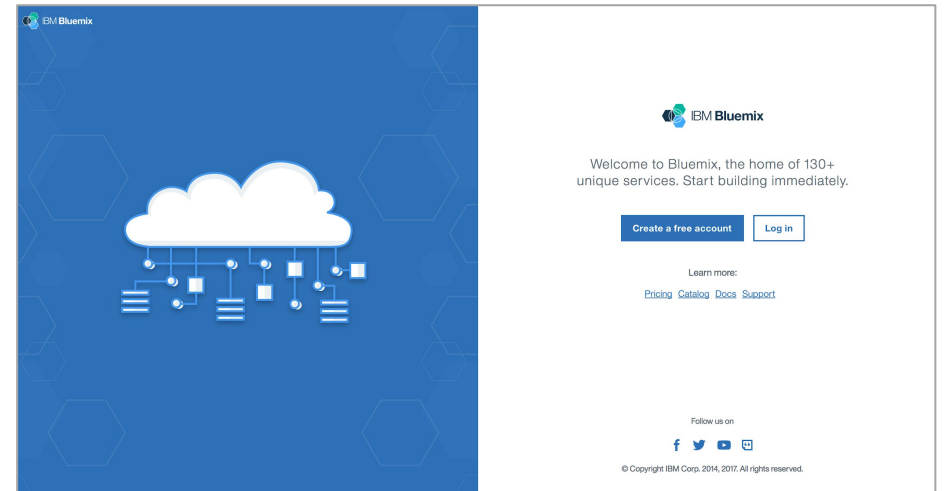 IBM Bluemix
IBM Bluemix
Welcome to Bluemix, the home of 130+
unique services. Start building immediately.
Create a free account Log in
Learn more:
Pricing Catalog Docs Support
Follow us on
© Copyright IBM Corp. 2014, 2017. All rights reserved.